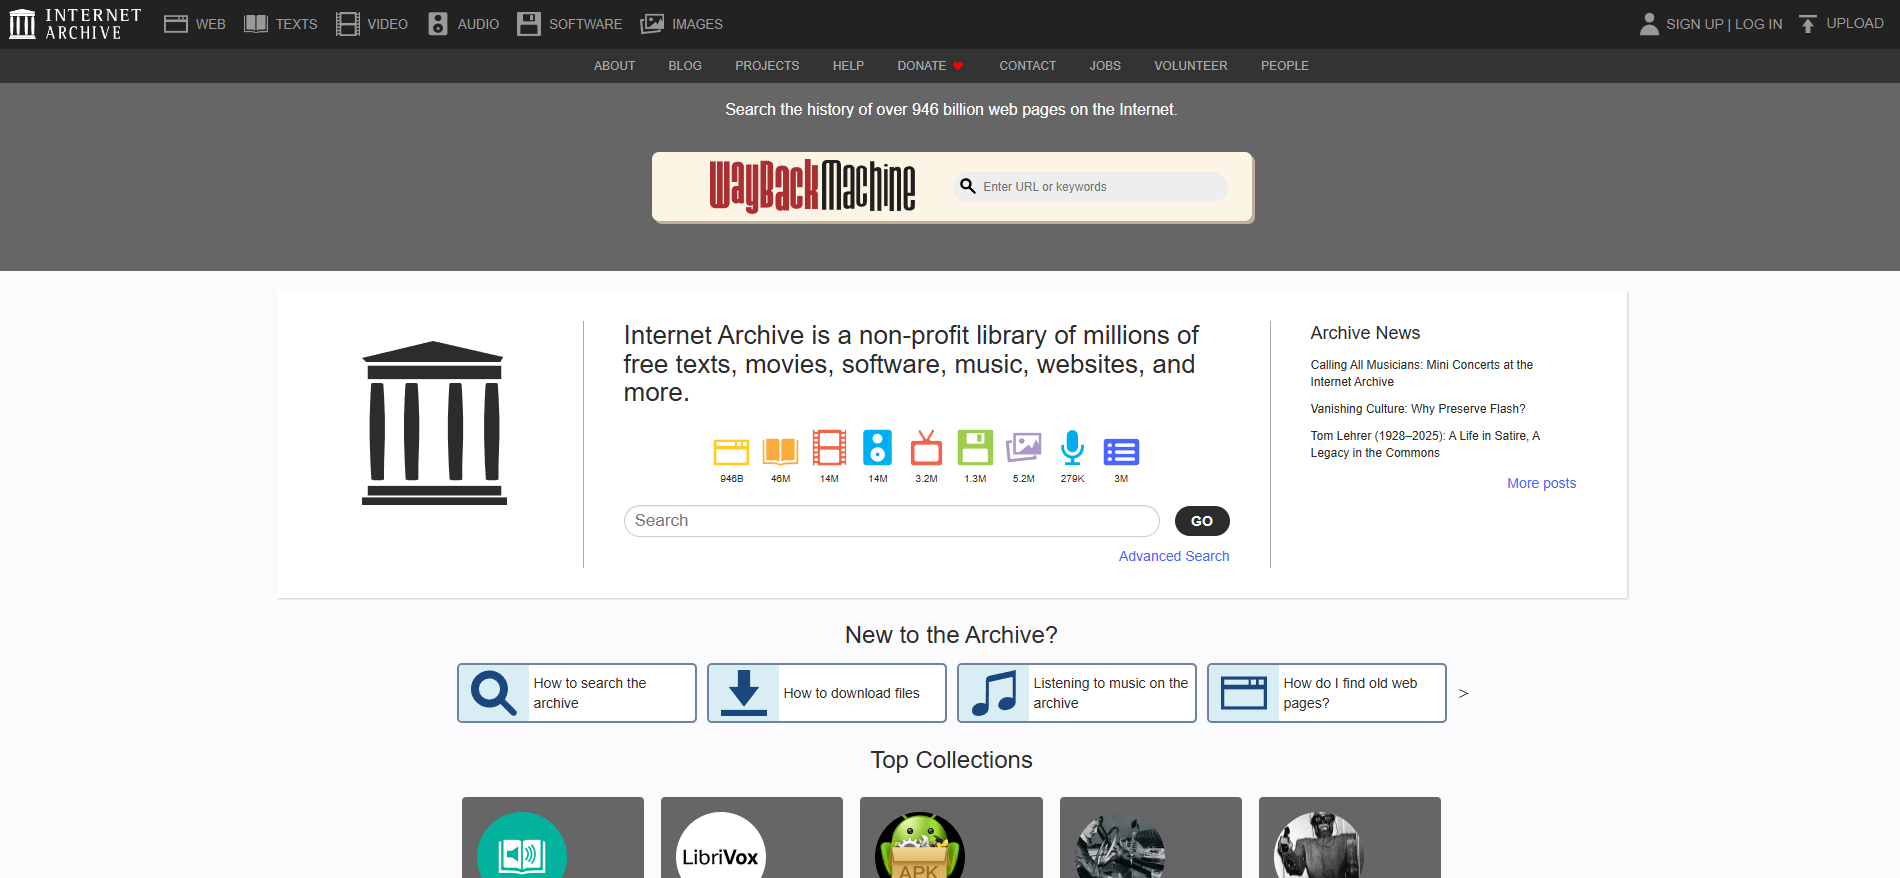 INTERNET
ARCHIVE
WEB
TEXTS
VIDEO
AUDIO
SOFTWARE
IMAGES
SIGN UP | LOG IN
UPLOAD
ABOUT
BLOG
PROJECTS
HELP
DONATE
CONTACT
JOBS
VOLUNTEER
PEOPLE
Search the history of over 946 billion web pages on the Internet.
WayBackMachine
Enter URL or keywords
Internet Archive is a non-profit library of millions of
free texts, movies, software, music, websites, and
more.
946B
46M
14M
14M
3.2M
1.3M
5.2M
279K
3M
Search
GO
Advanced Search
Archive News
Calling All Musicians: Mini Concerts at the
Internet Archive
Vanishing Culture: Why Preserve Flash?
Tom Lehrer (1928–2025): A Life in Satire, A
Legacy in the Commons
More posts
New to the Archive?
How to search the
archive
How to download files
Listening to music on the
archive
How do I find old web
pages?
>
Top Collections
LibriVox
APK